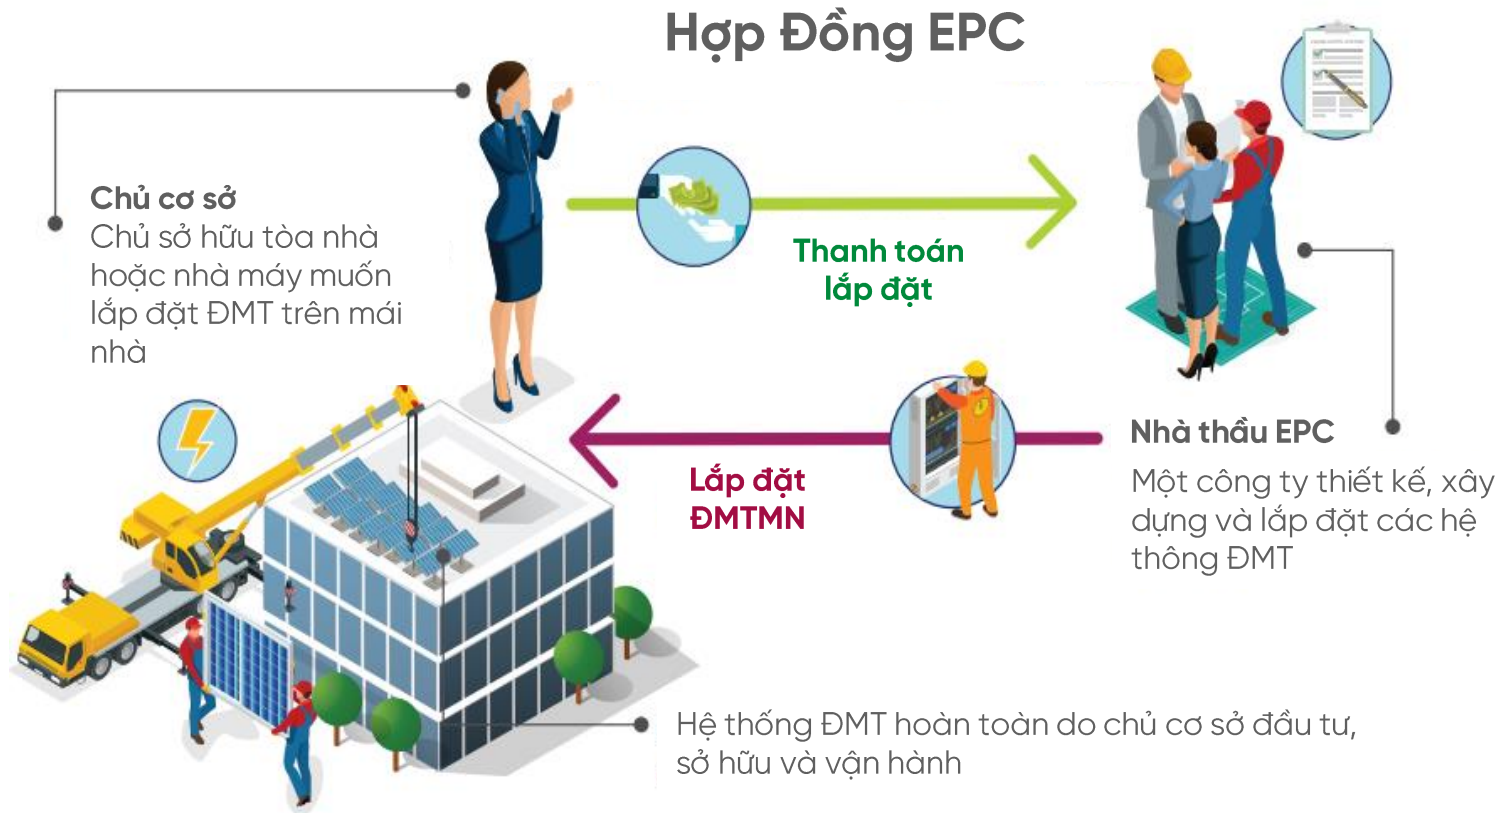 Hợp Đồng EPC
Chủ cơ sở
Chủ sở hữu tòa nhà
hoặc nhà máy muốn
lắp đặt ĐMT trên mái
nhà
Thanh toán
lắp đặt
Lắp đặt
ĐMTMN
Nhà thầu EPC
Một công ty thiết kế, xây
dựng và lắp đặt các hệ
thông ĐMT
Hệ thống ĐMT hoàn toàn do chủ cơ sở đầu tư,
sở hữu và vận hành